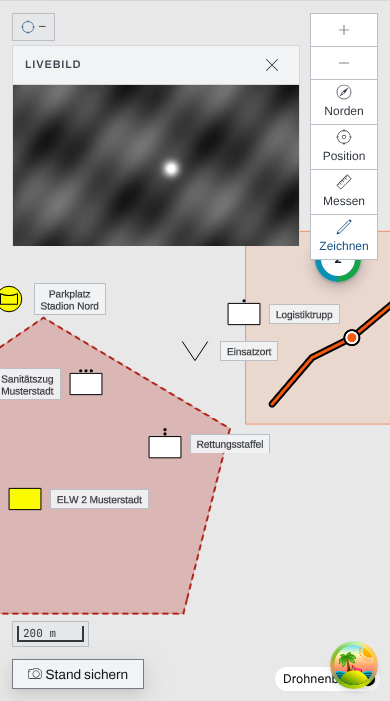 –
LIVEBILD
Norden
Position
Messen
Zeichnen
Parkplatz
Stadion Nord
Logistiktrupp
Einsatzort
Sanitätszug
Musterstadt
Rettungsstaffel
ELW 2 Musterstadt
200 m
Stand sichern